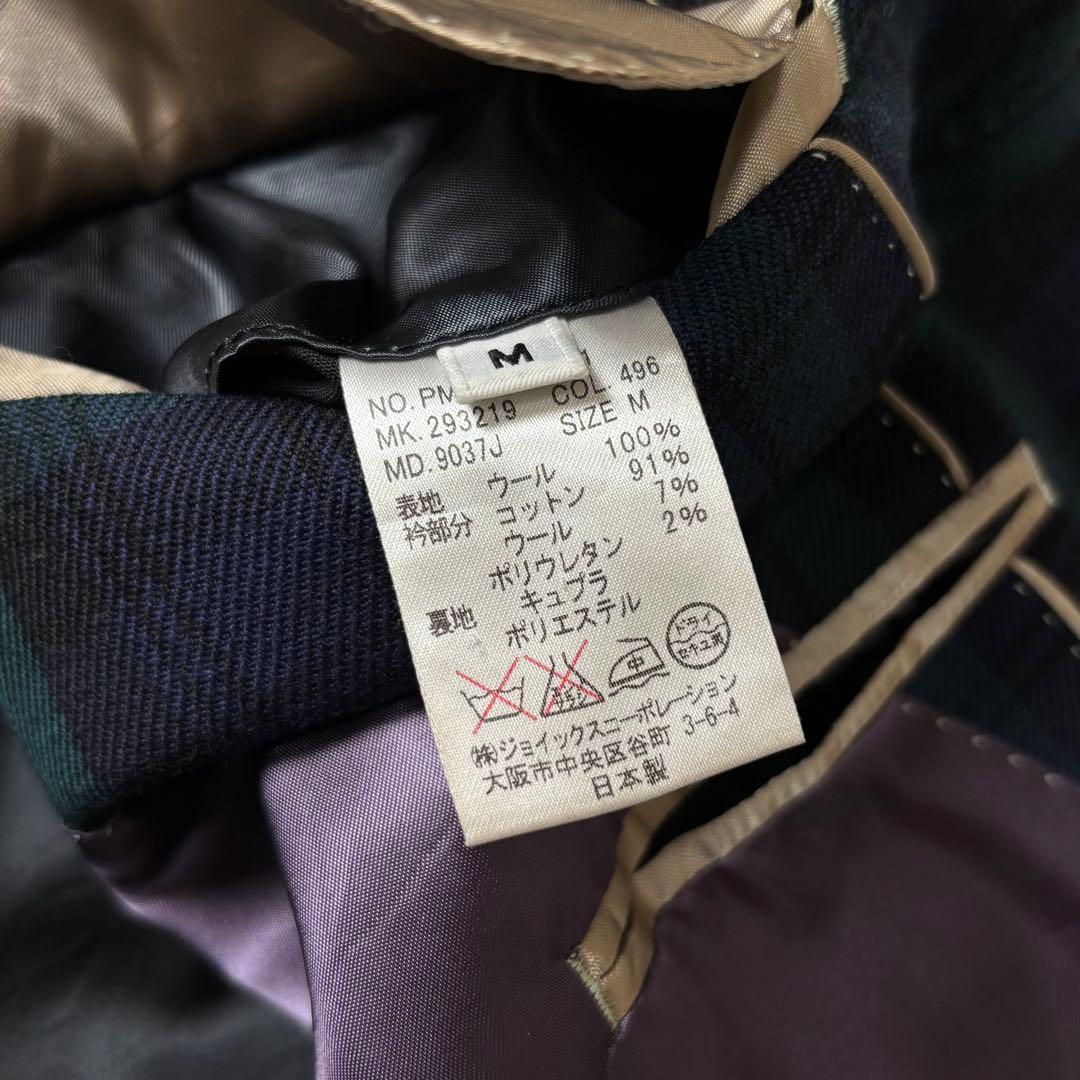 M
NO. PM
COL. 496
MK. 293219
SIZE M
MD. 9037J
表地 ウール 100%
衿部分 コットン 91%
ウール 7%
ポリウレタン 2%
裏地 キュプラ
ポリエステル
中
ドライ
セキユ系
㈱ジョイックスコーポレーション
大阪市中央区谷町 3-6-4
日本製